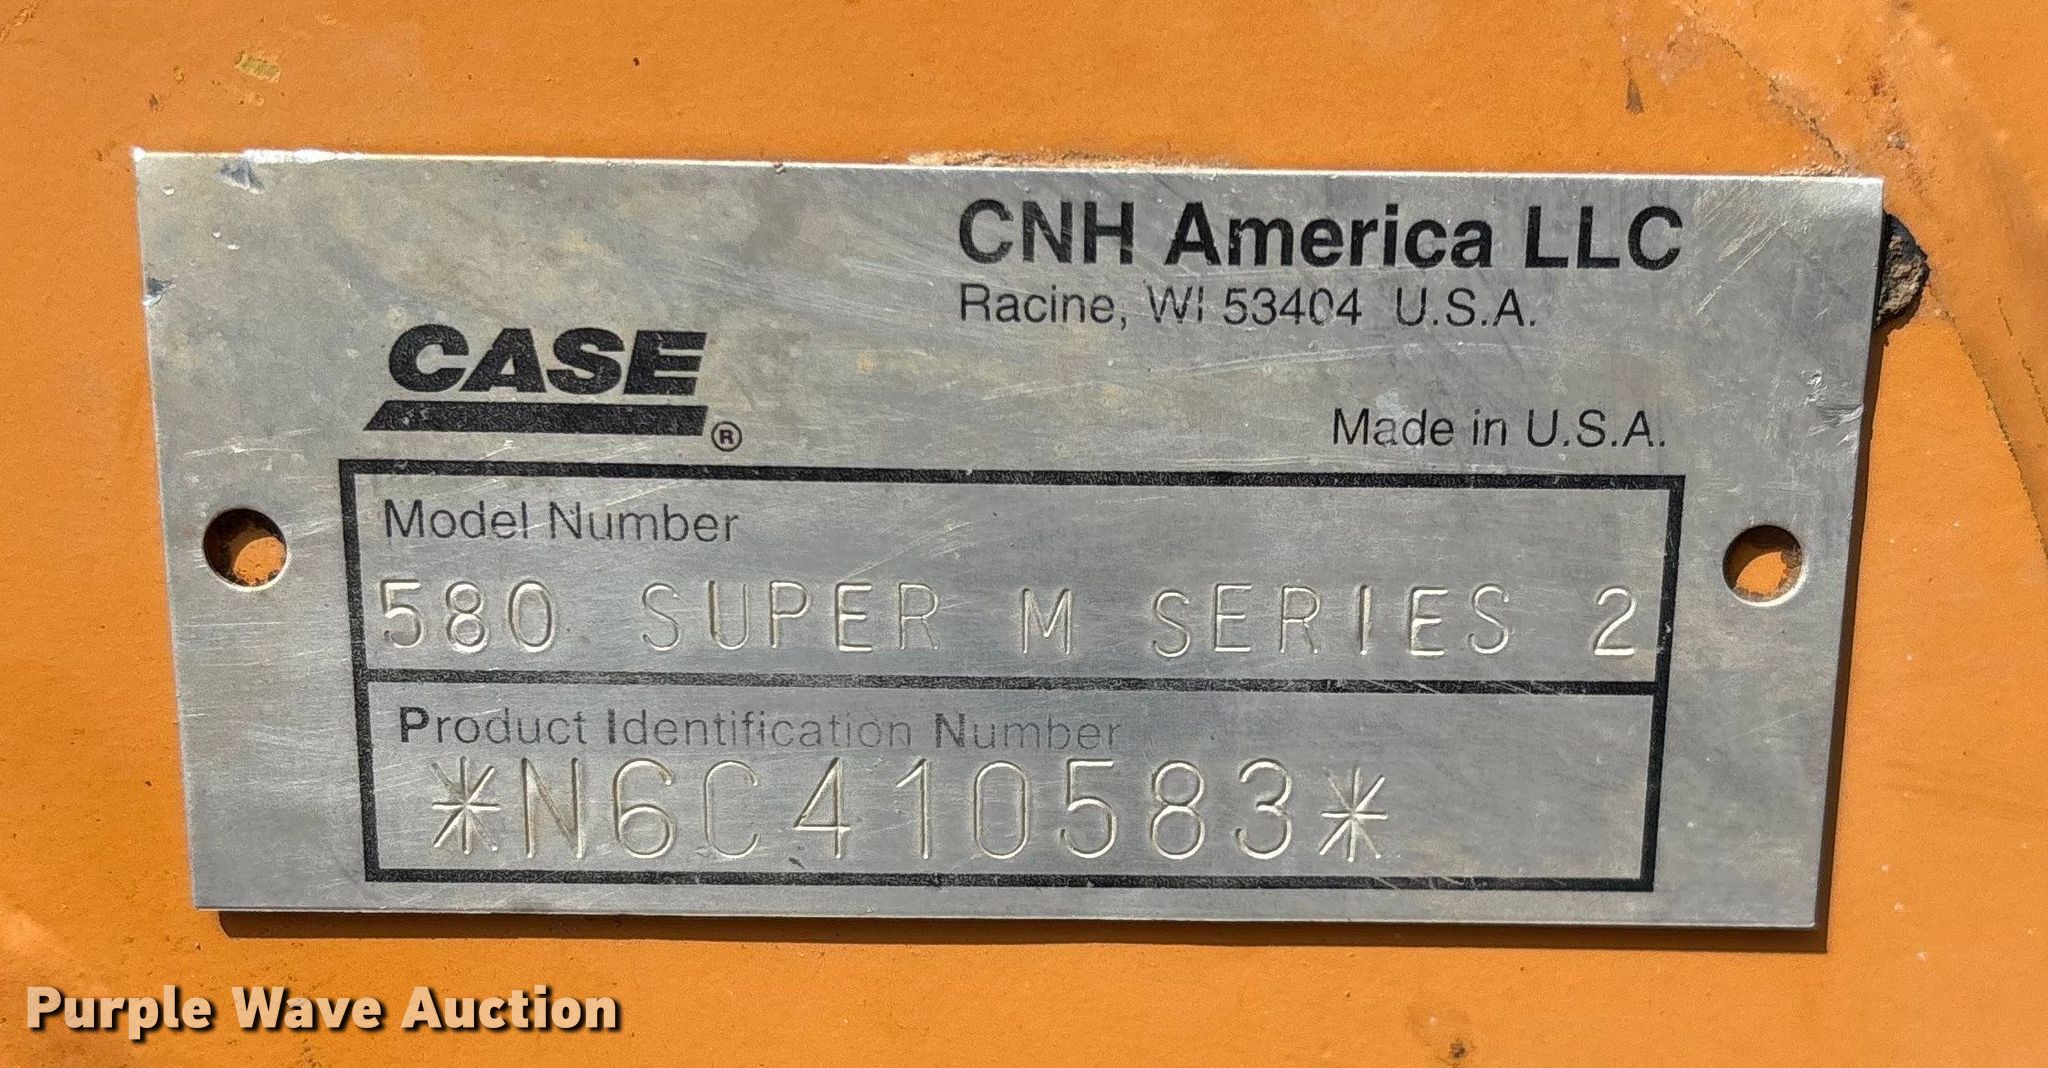 CNH America LLC
Racine, WI 53404 U.S.A.
CASE
®
Made in U.S.A.
Model Number
580 SUPER M SERIES 2
Product Identification Number
*N6C410583*
Purple Wave Auction